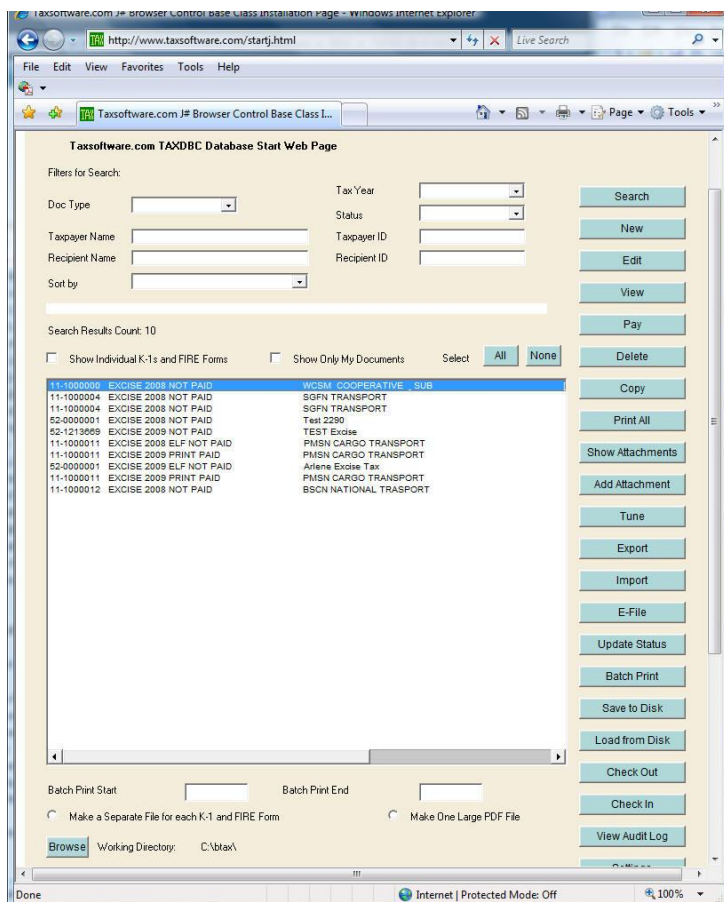 Taxsoftware.com J# Browser Control Base Class Installation Page - Windows Internet Explorer
TAX http://www.taxsoftware.com/startj.html
Live Search
File Edit View Favorites Tools Help
TAX Taxsoftware.com J# Browser Control Base Class I...
Page Tools
Taxsoftware.com TAXDBC Database Start Web Page
Filters for Search:
Doc Type
Tax Year
Status
Taxpayer Name
Taxpayer ID
Recipient Name
Recipient ID
Sort by
Search Results Count: 10
Show Individual K-1s and FIRE Forms
Show Only My Documents
Select All None
11-1000000 EXCISE 2008 NOT PAID WCSM COOPERATIVE , SUB
11-1000004 EXCISE 2008 NOT PAID SGFN TRANSPORT
11-1000004 EXCISE 2008 NOT PAID SGFN TRANSPORT
52-0000001 EXCISE 2008 NOT PAID Test 2290
52-1213669 EXCISE 2009 NOT PAID TEST Excise
11-1000011 EXCISE 2008 ELF NOT PAID PMSN CARGO TRANSPORT
11-1000011 EXCISE 2009 PRINT PAID PMSN CARGO TRANSPORT
52-0000001 EXCISE 2009 ELF NOT PAID Arlene Excise Tax
11-1000011 EXCISE 2009 PRINT PAID PMSN CARGO TRANSPORT
11-1000012 EXCISE 2008 NOT PAID BSCN NATIONAL TRASPORT
Batch Print Start
Batch Print End
Make a Separate File for each K-1 and FIRE Form
Make One Large PDF File
Browse Working Directory: C:\btax\
Search
New
Edit
View
Pay
Delete
Copy
Print All
Show Attachments
Add Attachment
Tune
Export
Import
E-File
Update Status
Batch Print
Save to Disk
Load from Disk
Check Out
Check In
View Audit Log
Settings
Done
Internet | Protected Mode: Off
100%